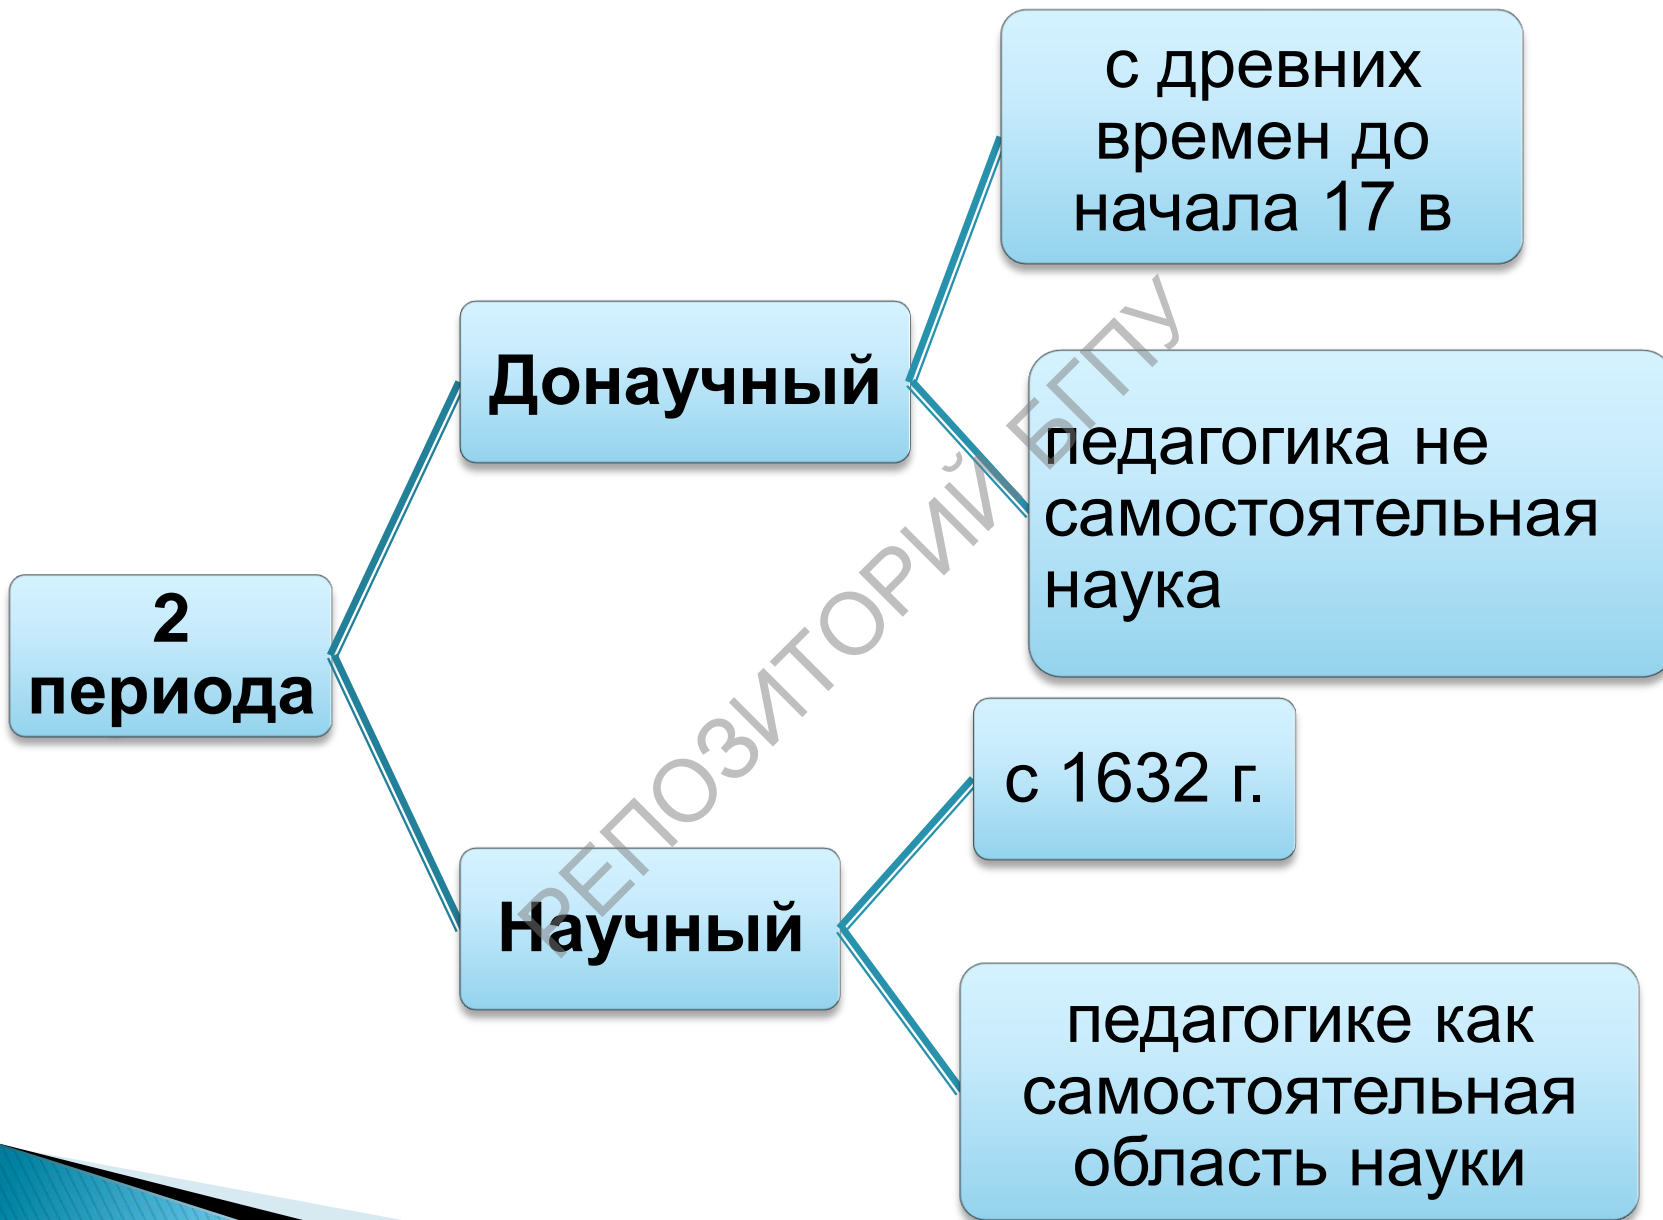 с древних
времен до
начала 17 в
Донаучный
педагогика не
самостоятельная
наука
2
периода
с 1632 г.
Научный
педагогике как
самостоятельная
область науки
РЕПОЗИТОРИЙ БГПУ